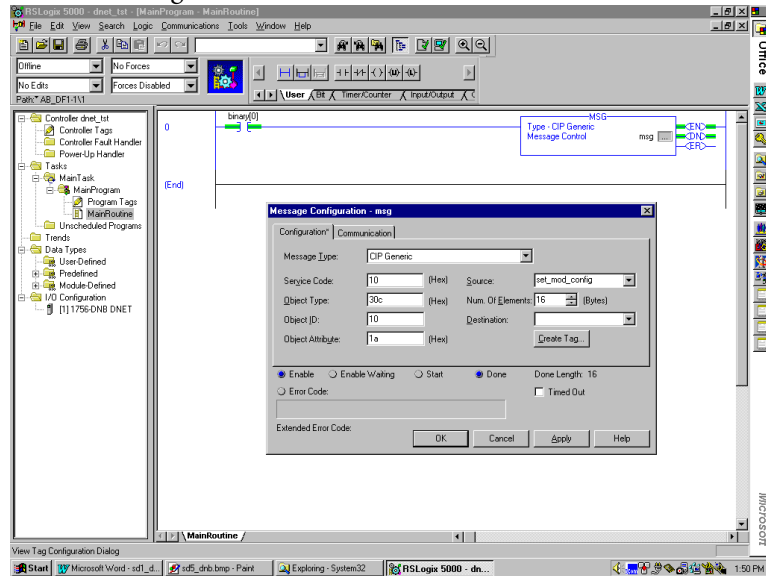 RSLogix 5000 - dnet_tst - [MainProgram - MainRoutine]
File Edit View Search Logic Communications Tools Window Help
Offline
No Forces
No Edits
Forces Disabled
Path: AB_DF1-1\1
User
Bit
Timer/Counter
Input/Output
Office
Controller dnet_tst
Controller Tags
Controller Fault Handler
Power-Up Handler
Tasks
MainTask
MainProgram
Program Tags
MainRoutine
Unscheduled Programs
Trends
Data Types
User-Defined
Predefined
Module-Defined
I/O Configuration
[1] 1756-DNB DNET
0
binary[0]
MSG
Type - CIP Generic
Message Control msg ...
EN
DN
ER
(End)
Message Configuration - msg
Configuration* Communication
Message Type: CIP Generic
Service Code: 10 (Hex) Source: set_mod_config
Object Type: 30c (Hex) Num. Of Elements: 16 (Bytes)
Object ID: 10 Destination:
Object Attribute: 1a (Hex) Create Tag...
Enable Enable Waiting Start Done Done Length: 16
Error Code: Timed Out
Extended Error Code:
OK Cancel Apply Help
MainRoutine
Microsoft
View Tag Configuration Dialog
Start Microsoft Word - sd1_d... sd5_dnb.bmp - Paint Exploring - System32 RSLogix 5000 - dn... 1:50 PM